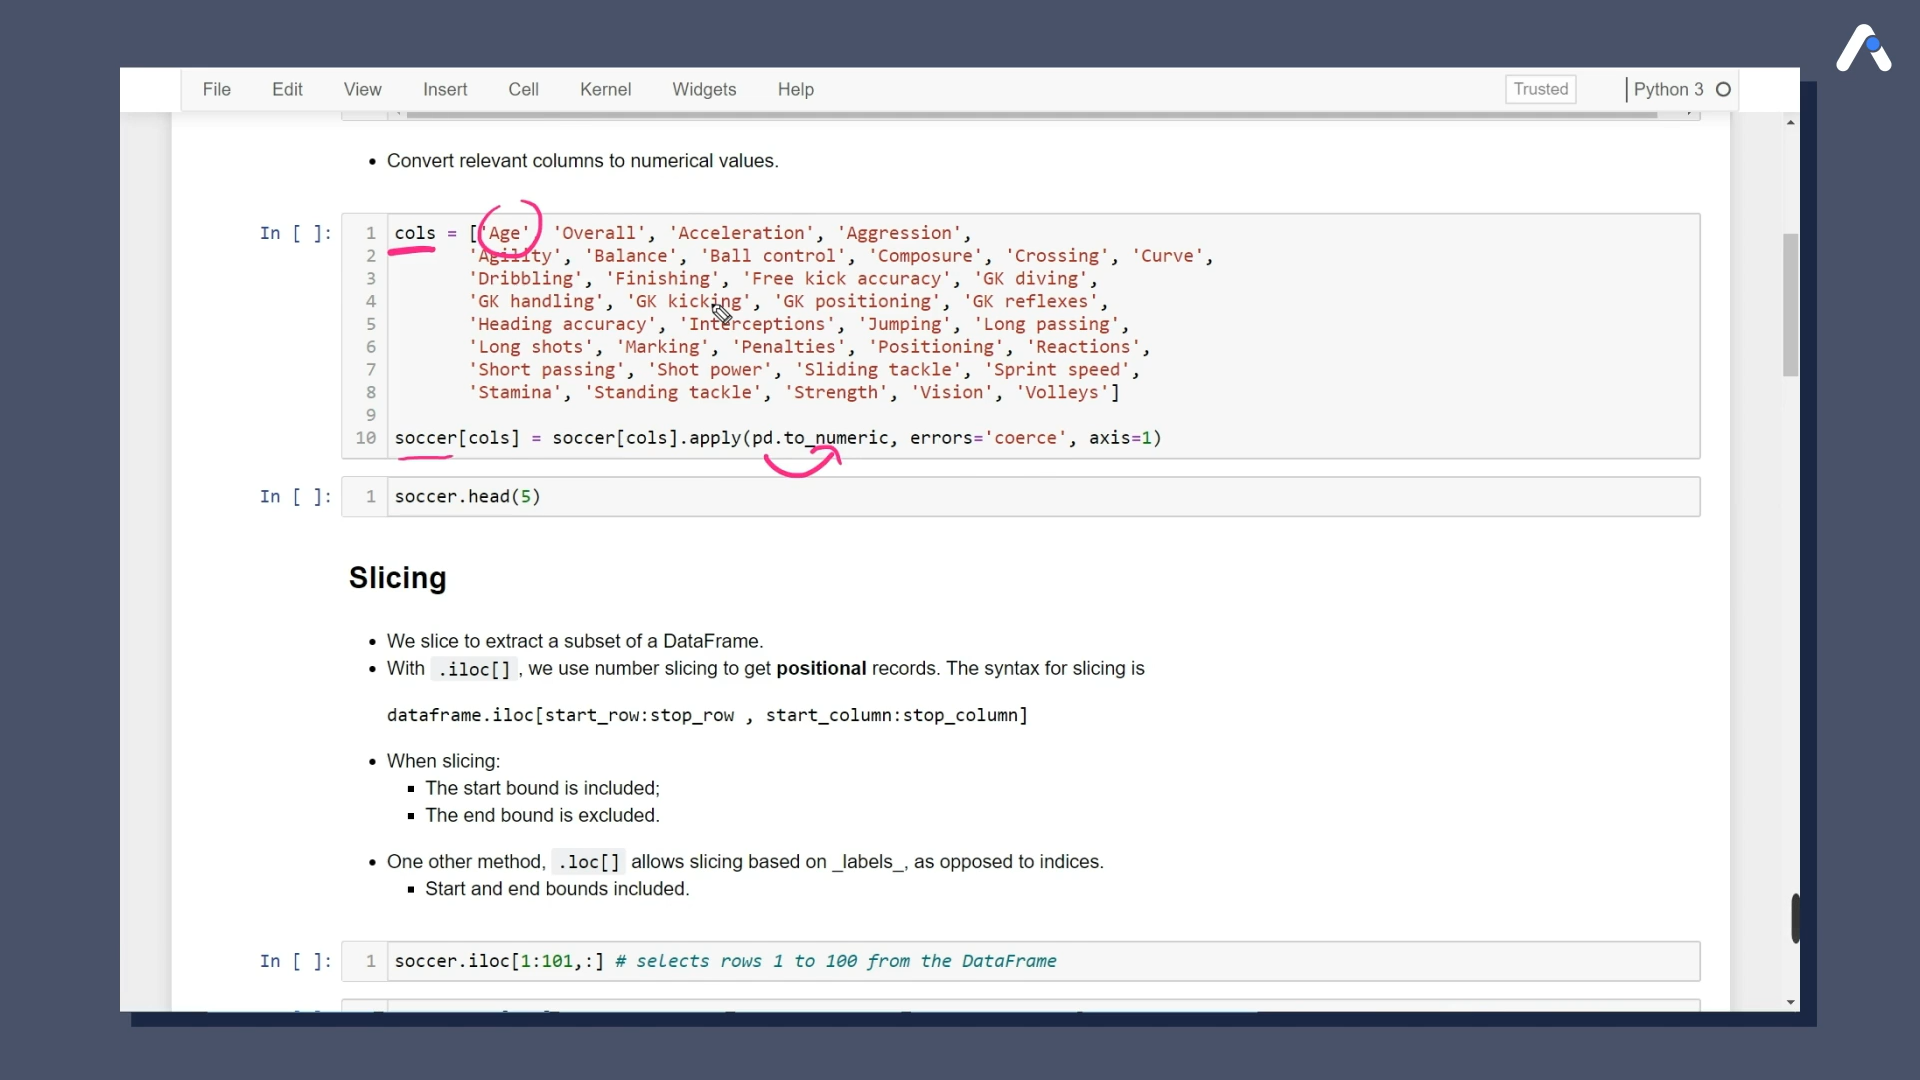 File Edit View Insert Cell Kernel Widgets Help Trusted Python 3
Convert relevant columns to numerical values.
In [ ]: 1 cols = ['Age', 'Overall', 'Acceleration', 'Aggression',
2 'Agility', 'Balance', 'Ball control', 'Composure', 'Crossing', 'Curve',
3 'Dribbling', 'Finishing', 'Free kick accuracy', 'GK diving',
4 'GK handling', 'GK kicking', 'GK positioning', 'GK reflexes',
5 'Heading accuracy', 'Interceptions', 'Jumping', 'Long passing',
6 'Long shots', 'Marking', 'Penalties', 'Positioning', 'Reactions',
7 'Short passing', 'Shot power', 'Sliding tackle', 'Sprint speed',
8 'Stamina', 'Standing tackle', 'Strength', 'Vision', 'Volleys']
9
10 soccer[cols] = soccer[cols].apply(pd.to_numeric, errors='coerce', axis=1)
In [ ]: 1 soccer.head(5)
Slicing
We slice to extract a subset of a DataFrame.
With .iloc[] , we use number slicing to get positional records. The syntax for slicing is
dataframe.iloc[start_row:stop_row , start_column:stop_column]
When slicing:
The start bound is included;
The end bound is excluded.
One other method, .loc[] allows slicing based on _labels_, as opposed to indices.
Start and end bounds included.
In [ ]: 1 soccer.iloc[1:101,:] # selects rows 1 to 100 from the DataFrame